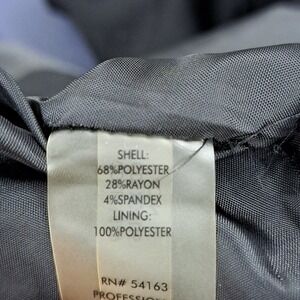 SHELL:
68%POLYESTER
28%RAYON
4%SPANDEX
LINING:
100%POLYESTER
RN# 54163